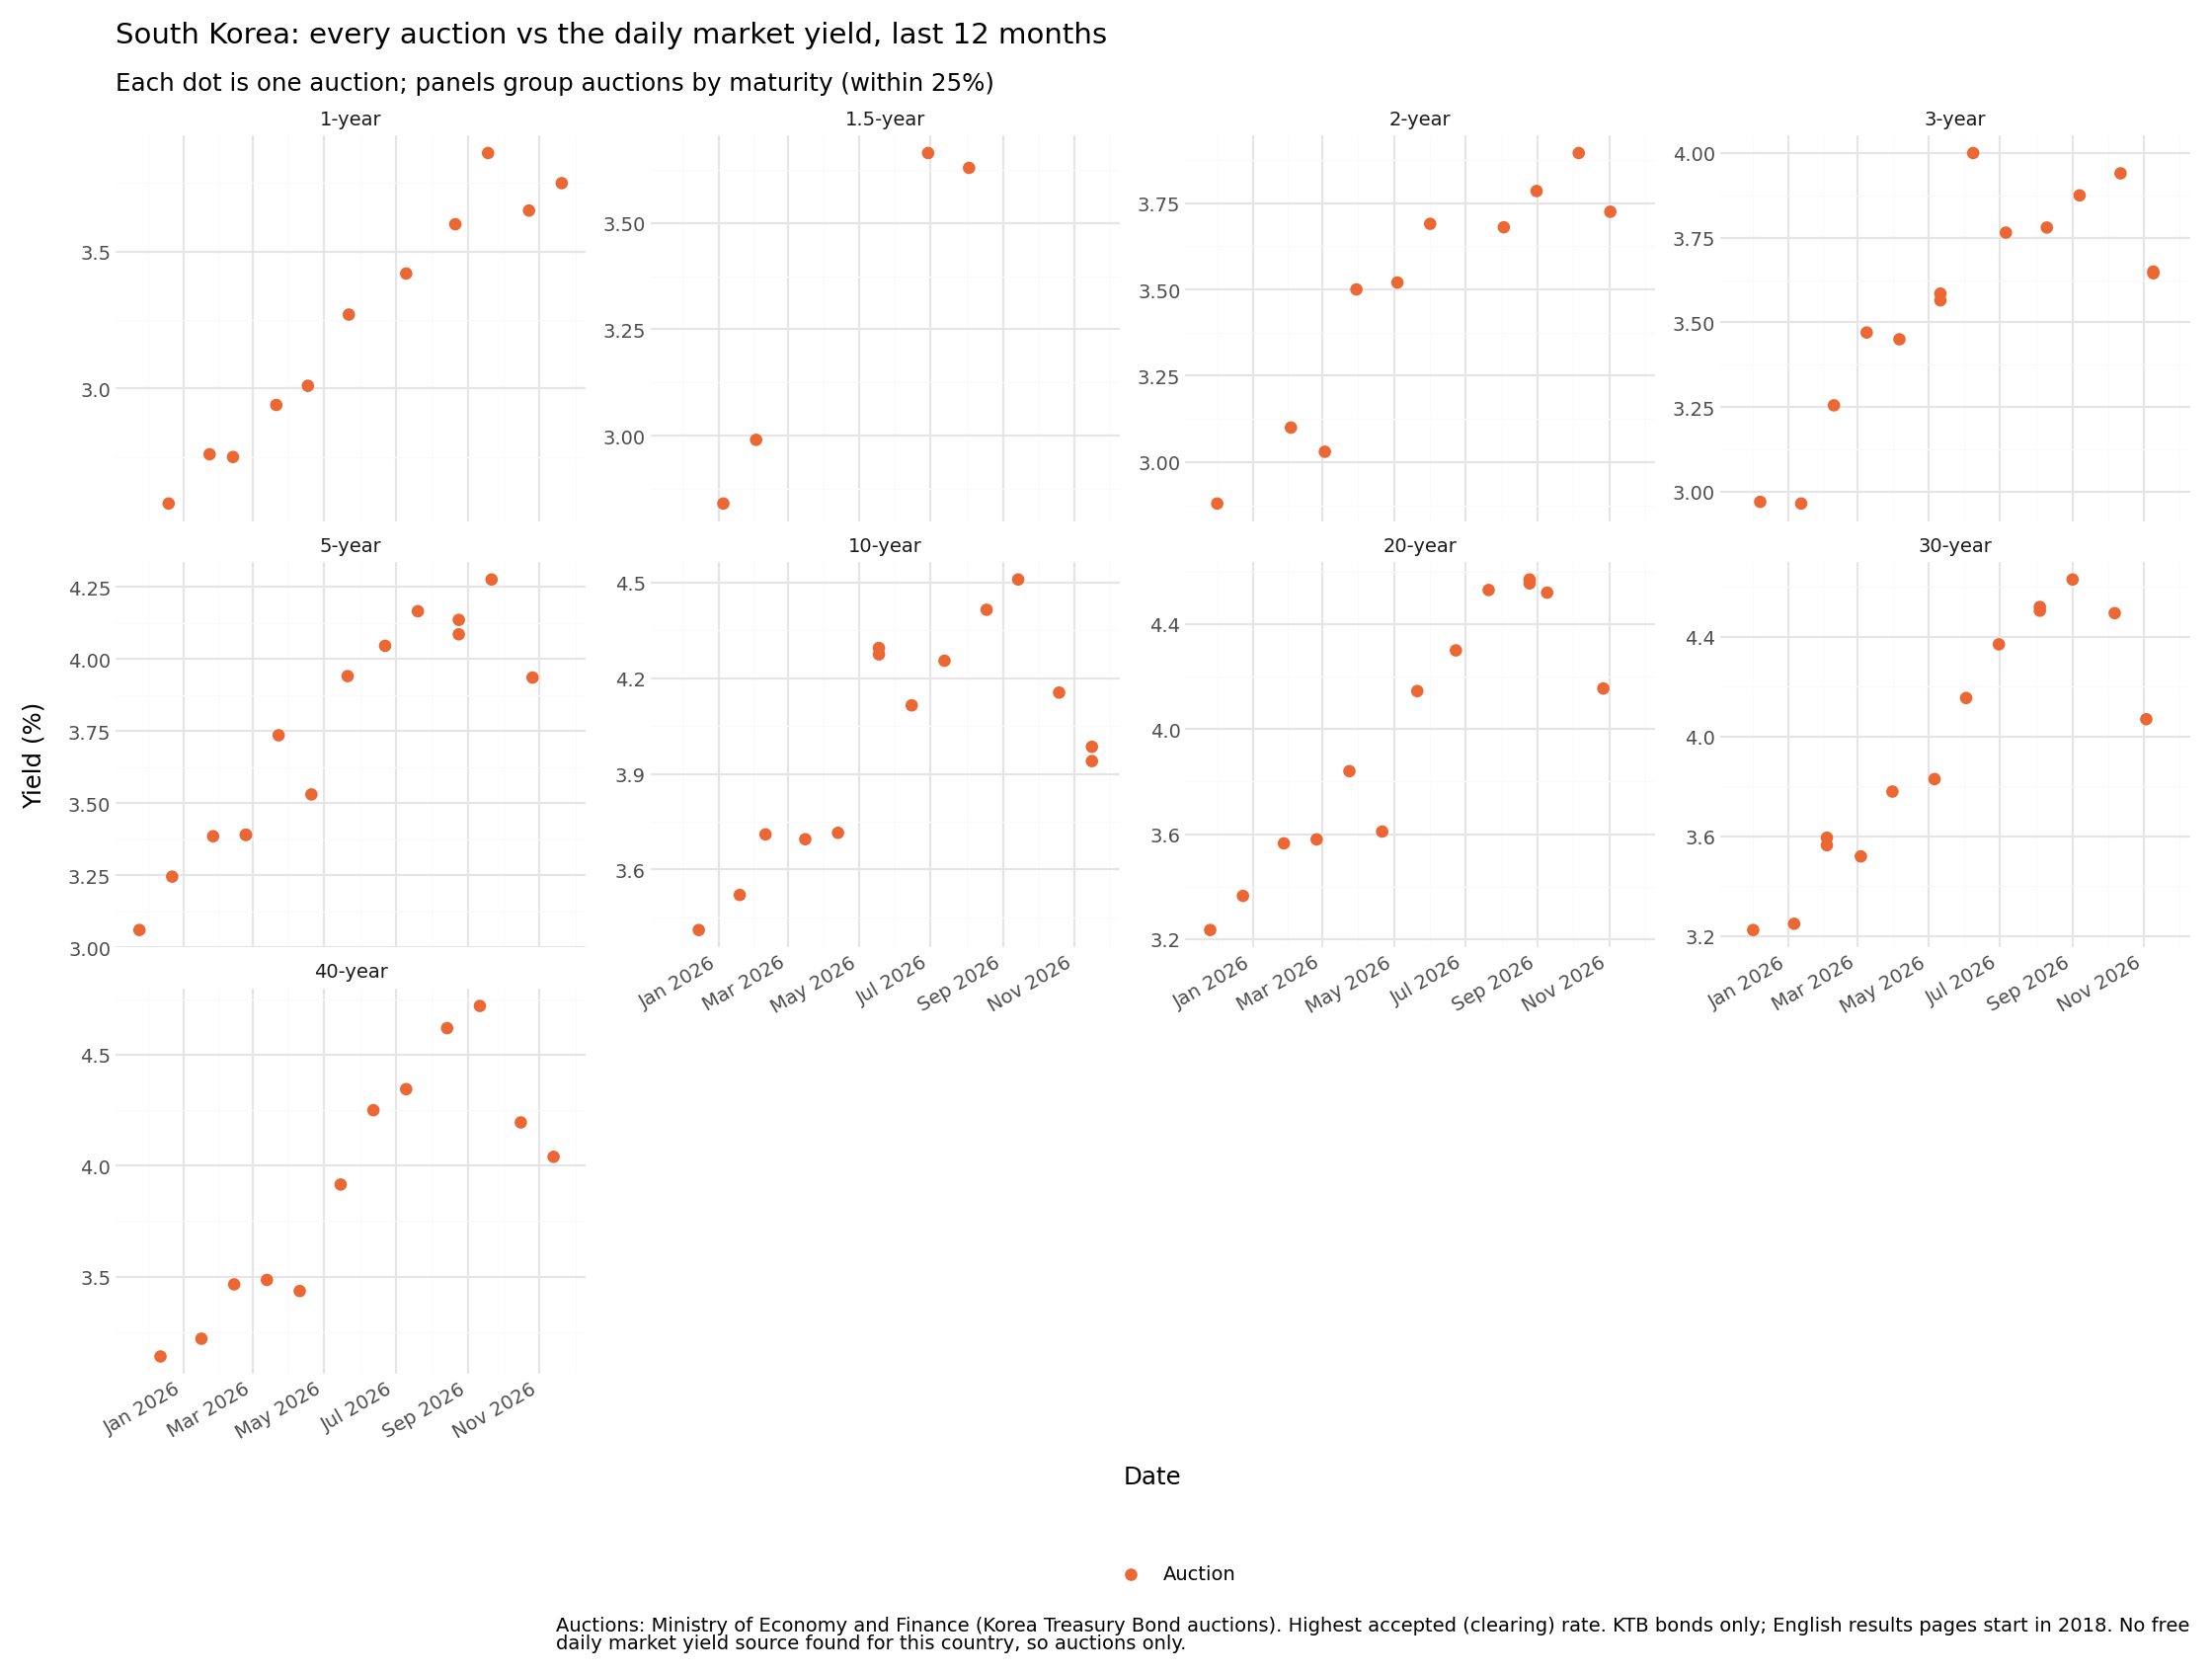 South Korea: every auction vs the daily market yield, last 12 months
Each dot is one auction; panels group auctions by maturity (within 25%)
1-year
1.5-year
2-year
3-year
3.5
3.0
3.50
3.25
3.00
3.75
3.50
3.25
3.00
4.00
3.75
3.50
3.25
3.00
5-year
10-year
20-year
30-year
Yield (%)
4.25
4.00
3.75
3.50
3.25
3.00
4.5
4.2
3.9
3.6
4.4
4.0
3.6
3.2
4.4
4.0
3.6
3.2
Jan 2026
Mar 2026
May 2026
Jul 2026
Sep 2026
Nov 2026
Jan 2026
Mar 2026
May 2026
Jul 2026
Sep 2026
Nov 2026
Jan 2026
Mar 2026
May 2026
Jul 2026
Sep 2026
Nov 2026
40-year
4.5
4.0
3.5
Jan 2026
Mar 2026
May 2026
Jul 2026
Sep 2026
Nov 2026
Date
Auction
Auctions: Ministry of Economy and Finance (Korea Treasury Bond auctions). Highest accepted (clearing) rate. KTB bonds only; English results pages start in 2018. No free
daily market yield source found for this country, so auctions only.